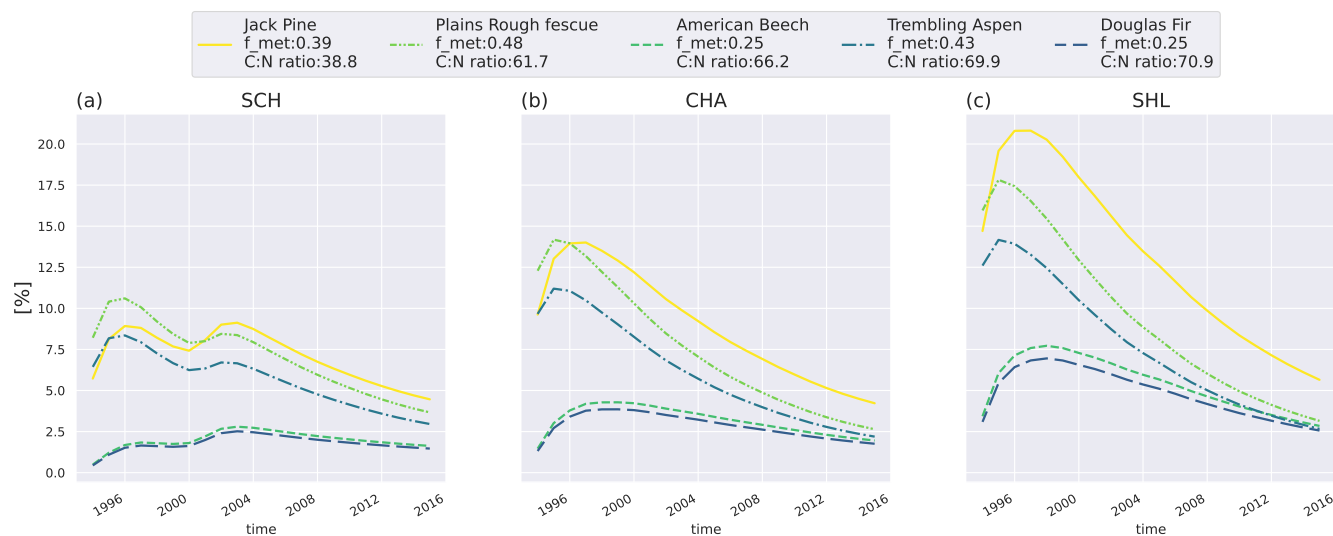 Jack Pine
f_met:0.39
C:N ratio:38.8
Plains Rough fescue
f_met:0.48
C:N ratio:61.7
American Beech
f_met:0.25
C:N ratio:66.2
Trembling Aspen
f_met:0.43
C:N ratio:69.9
Douglas Fir
f_met:0.25
C:N ratio:70.9
(a) SCH
(b) CHA
(c) SHL
[%]
20.0
17.5
15.0
12.5
10.0
7.5
5.0
2.5
0.0
1996 2000 2004 2008 2012 2016
time
1996 2000 2004 2008 2012 2016
time
1996 2000 2004 2008 2012 2016
time